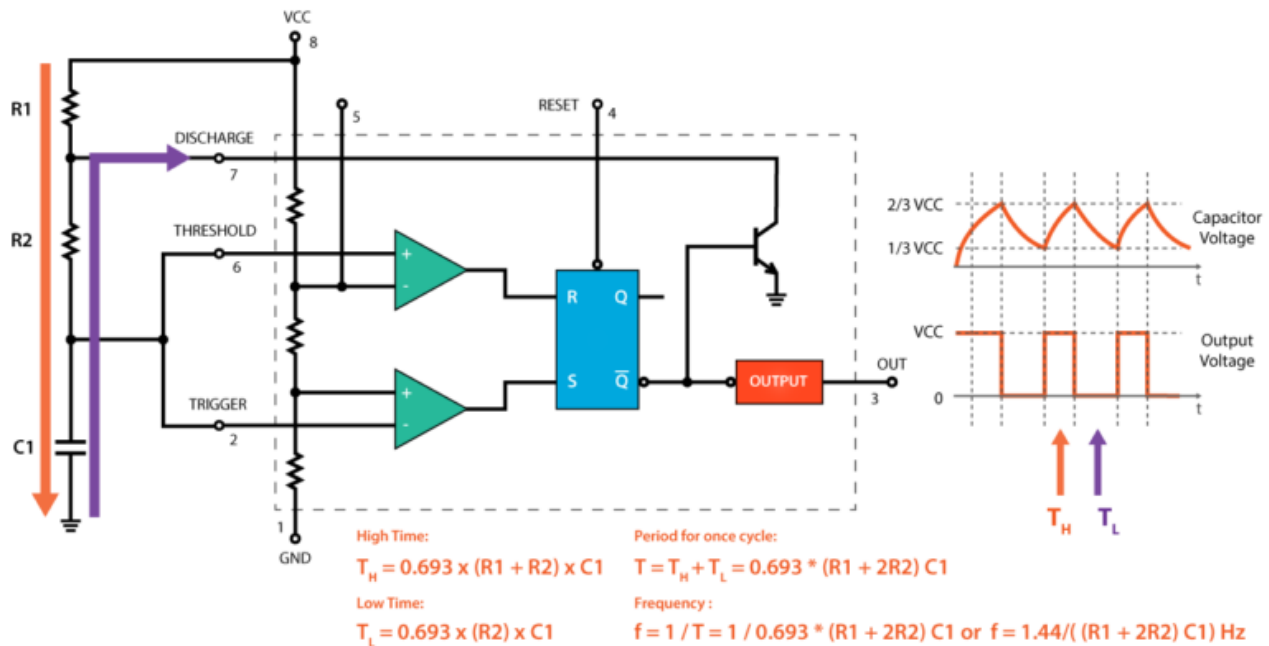 VCC
8
R1
5
RESET
4
DISCHARGE
7
R2
THRESHOLD
6
+
-
R
Q
S
Q̅
+
-
TRIGGER
2
C1
OUTPUT
OUT
3
1
GND
2/3 VCC
1/3 VCC
Capacitor
Voltage
t
VCC
0
Output
Voltage
t
T_H
T_L
High Time:
T_H = 0.693 x (R1 + R2) x C1
Low Time:
T_L = 0.693 x (R2) x C1
Period for once cycle:
T = T_H + T_L = 0.693 * (R1 + 2R2) C1
Frequency :
f = 1 / T = 1 / 0.693 * (R1 + 2R2) C1 or f = 1.44/( (R1 + 2R2) C1) Hz